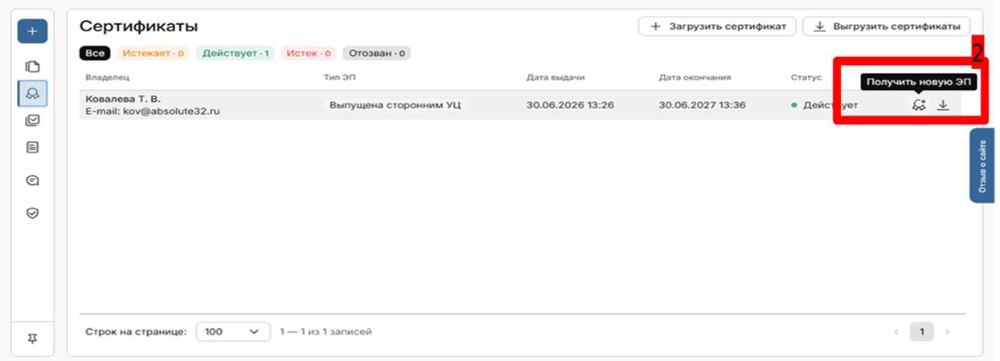 Сертификаты
+ Загрузить сертификат
Выгрузить сертификаты
2
Все
Истекает · 0
Действует · 1
Истек · 0
Отозван · 0
Владелец
Тип ЭП
Дата выдачи
Дата окончания
Статус
Получить новую ЭП
Ковалева Т. В.
E-mail: kov@absolute32.ru
Выпущена сторонним УЦ
30.06.2026 13:26
30.06.2027 13:36
Действует
Отзыв о сайте
Строк на странице:
100
1 — 1 из 1 записей
1